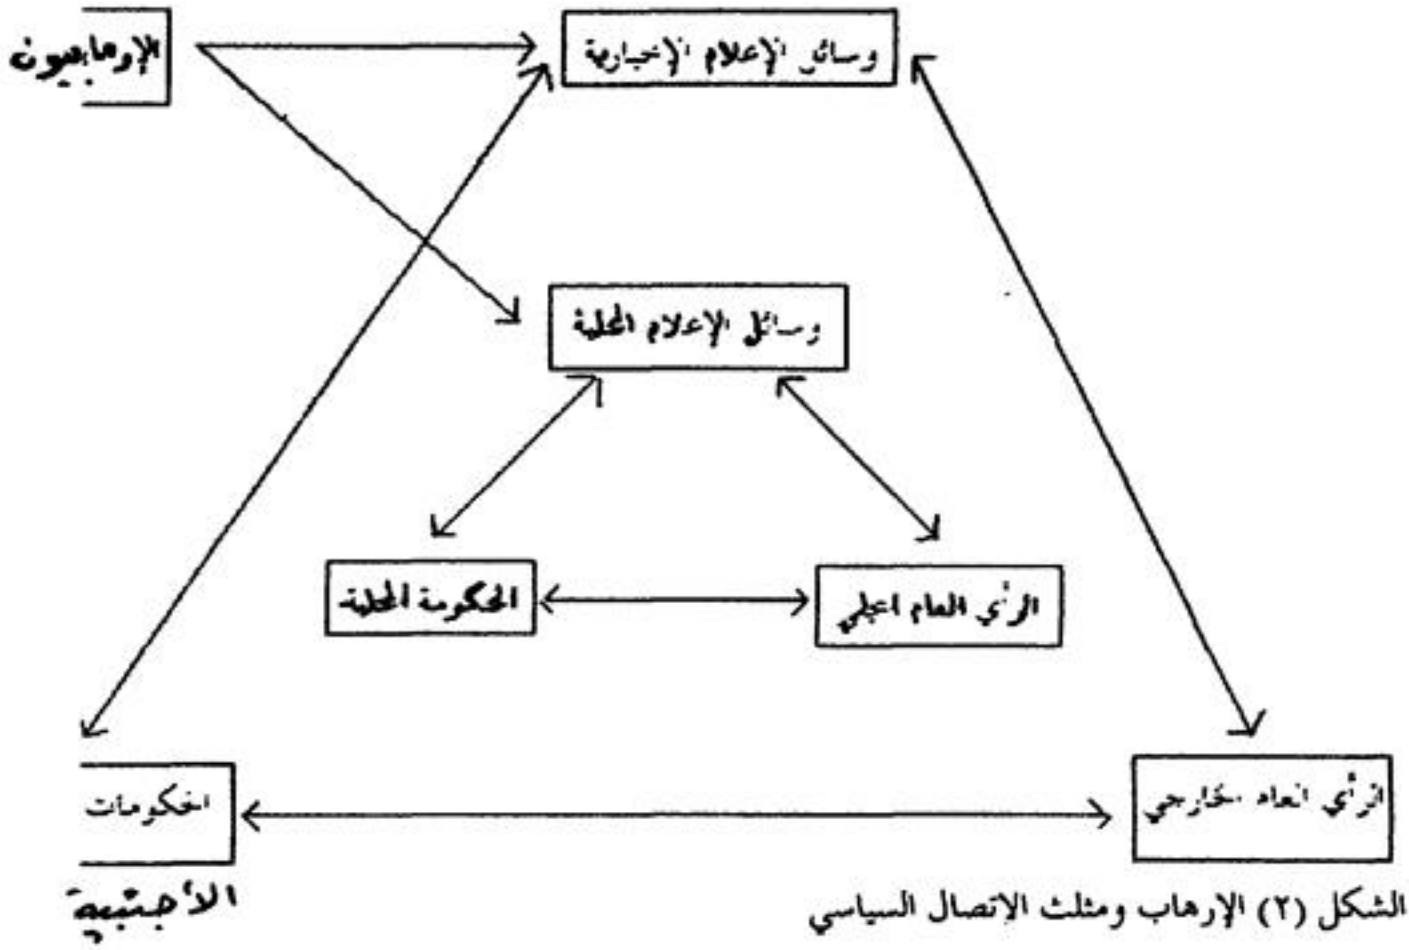 الإرهابيون
وسائل الإعلام الإخبارية
وسائل الإعلام المحلية
الحكومة المحلية
الرأي العام المحلي
الحكومات
الأجنبية
الرأي العام الخارجي
الشكل (٢) الإرهاب ومثلث الاتصال السياسي